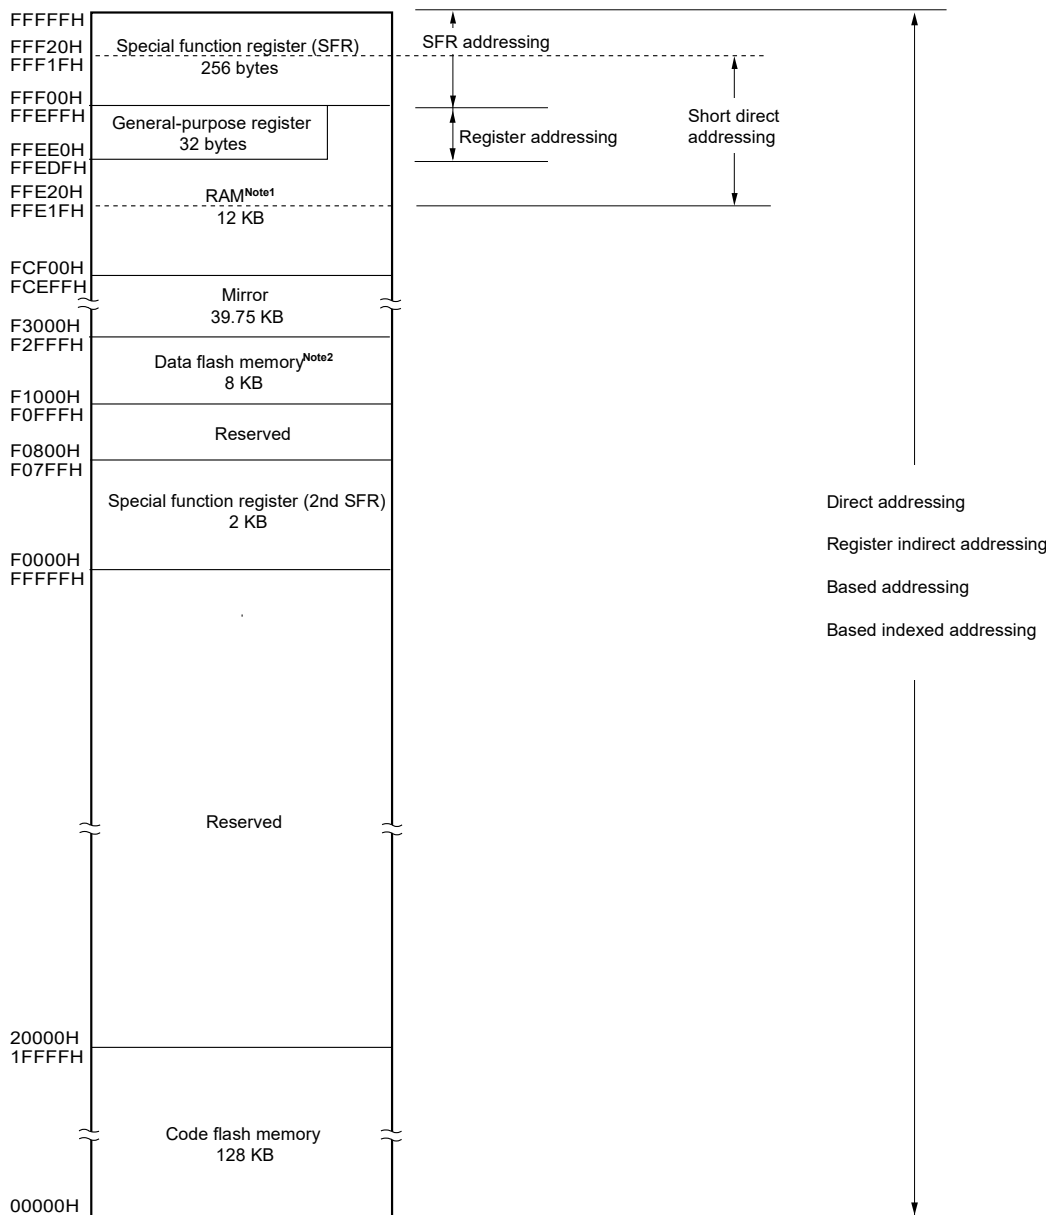 FFFFFH
Special function register (SFR)
256 bytes
SFR addressing
FFF20H
FFF1FH
FFF00H
FFEFFH
General-purpose register
32 bytes
Register addressing
Short direct
addressing
FFEE0H
FFEDFH
RAMNote1
12 KB
FFE20H
FFE1FH
FCF00H
FCEFFH
Mirror
39.75 KB
F3000H
F2FFFH
Data flash memoryNote2
8 KB
F1000H
F0FFFH
Reserved
F0800H
F07FFH
Special function register (2nd SFR)
2 KB
Direct addressing
Register indirect addressing
Based addressing
Based indexed addressing
F0000H
FFFFFH
Reserved
20000H
1FFFFH
Code flash memory
128 KB
00000H